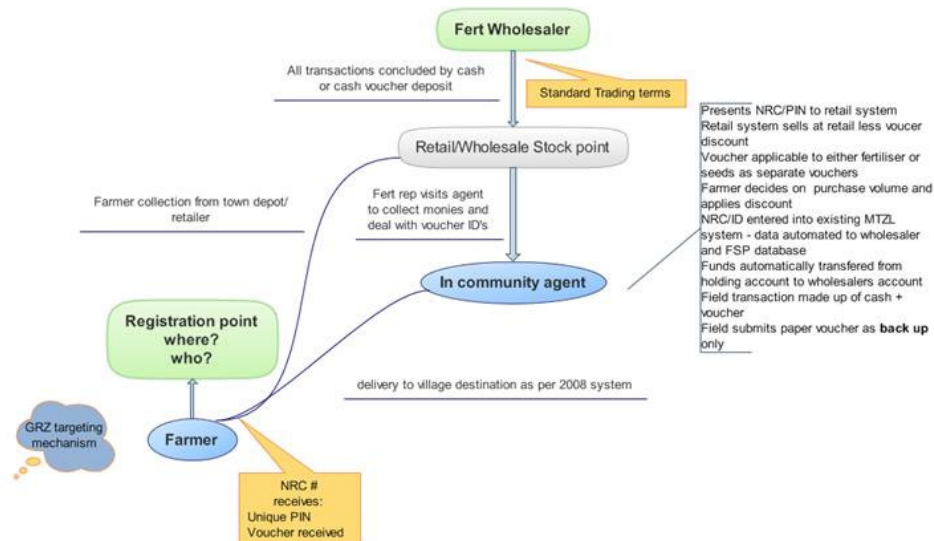 Fert Wholesaler
All transactions concluded by cash
or cash voucher deposit
Standard Trading terms
Retail/Wholesale Stock point
Presents NRC/PIN to retail system
Retail system sells at retail less voucer
discount
Voucher applicable to either fertiliser or
seeds as separate vouchers
Farmer decides on purchase volume and
applies discount
NRC/ID entered into existing MTZL
system - data automated to wholesaler
and FSP database
Funds automatically transfered from
holding account to wholesalers account
Field transaction made up of cash +
voucher
Field submits paper voucher as back up
only
Farmer collection from town depot/
retailer
Fert rep visits agent
to collect monies and
deal with voucher ID's
In community agent
Registration point
where?
who?
delivery to village destination as per 2008 system
GRZ targeting
mechanism
Farmer
NRC #
receives:
Unique PIN
Voucher received